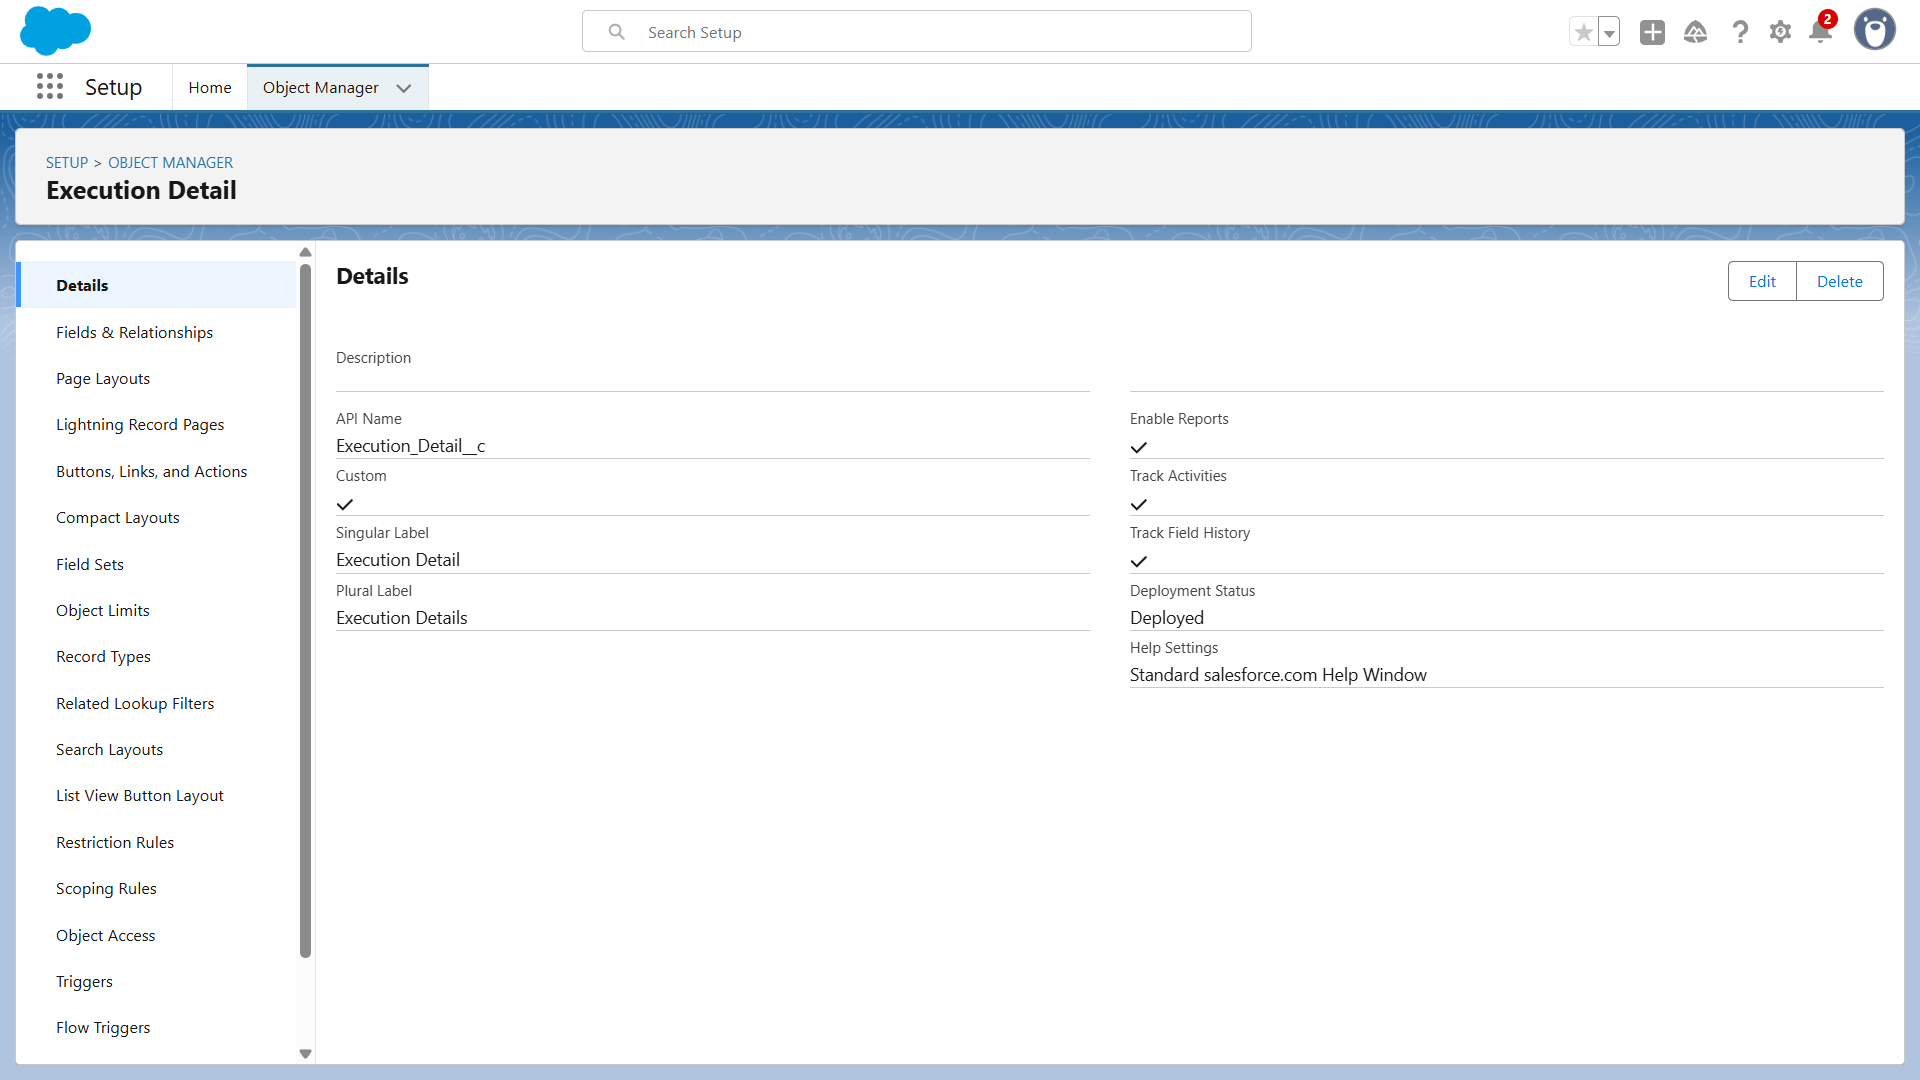 Search Setup
2
Setup
Home
Object Manager
SETUP > OBJECT MANAGER
Execution Detail
Details
Fields & Relationships
Page Layouts
Lightning Record Pages
Buttons, Links, and Actions
Compact Layouts
Field Sets
Object Limits
Record Types
Related Lookup Filters
Search Layouts
List View Button Layout
Restriction Rules
Scoping Rules
Object Access
Triggers
Flow Triggers
Details
Edit
Delete
Description
API Name
Execution_Detail__c
Custom
Singular Label
Execution Detail
Plural Label
Execution Details
Enable Reports
Track Activities
Track Field History
Deployment Status
Deployed
Help Settings
Standard salesforce.com Help Window